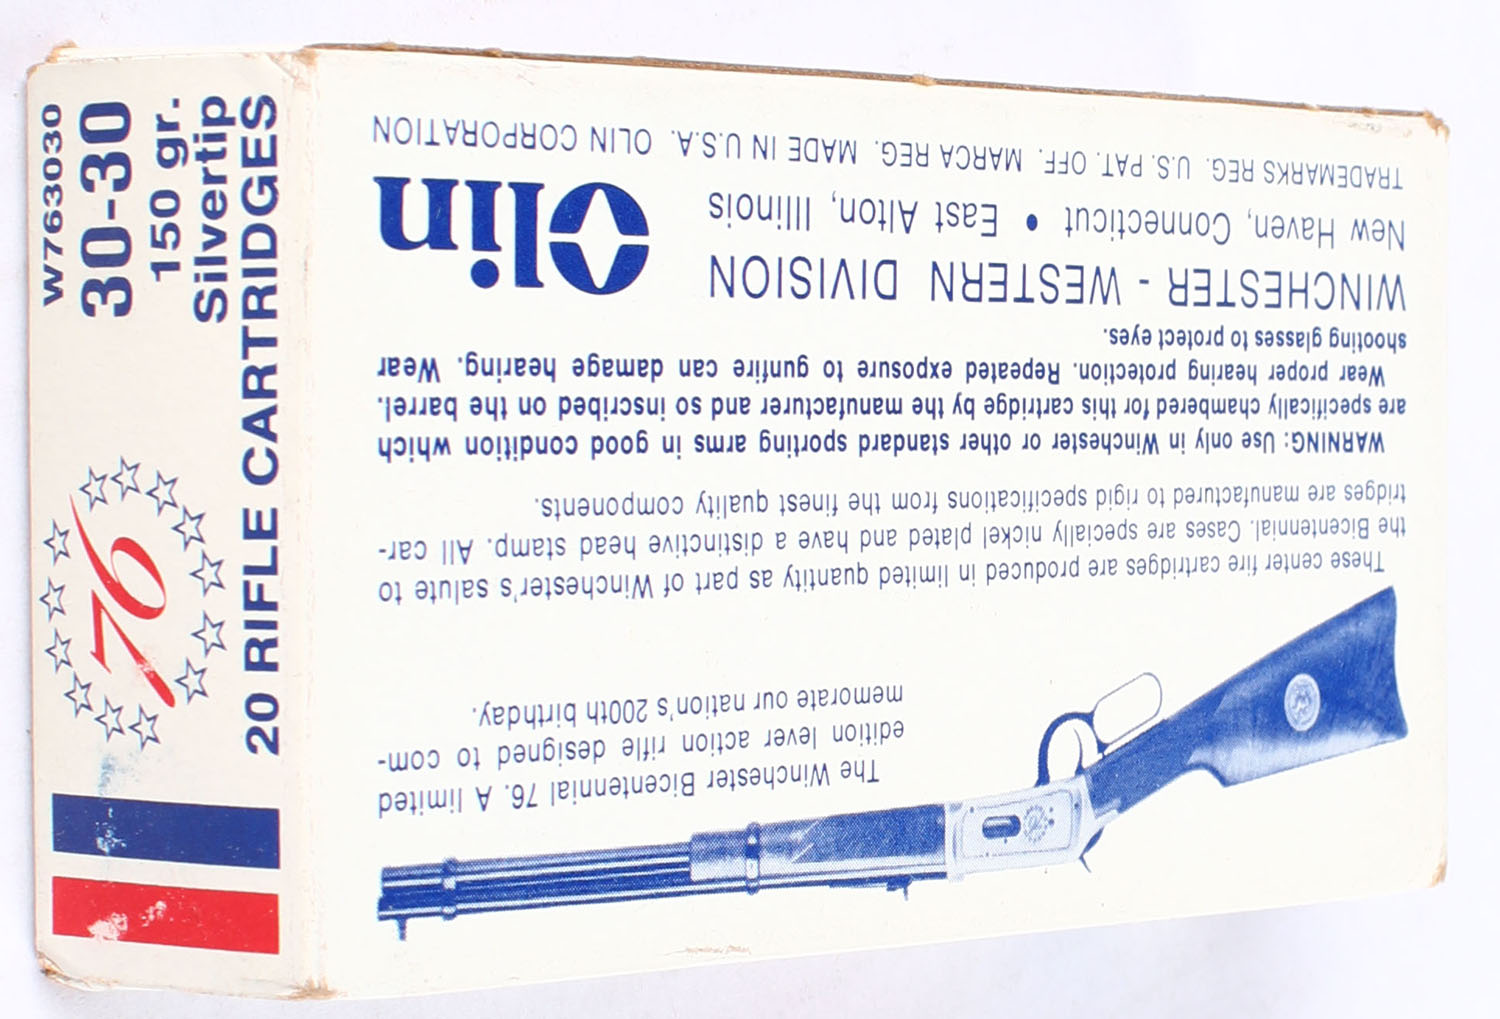 W763030
30-30
150 gr.
Silvertip
20 RIFLE CARTRIDGES
76
The Winchester Bicentennial 76. A limited
edition lever action rifle designed to com-
memorate our nation's 200th birthday.
These center fire cartridges are produced in limited quantity as part of Winchester's salute to
the Bicentennial. Cases are specially nickel plated and have a distinctive head stamp. All car-
tridges are manufactured to rigid specifications from the finest quality components.
WARNING: Use only in Winchester or other standard sporting arms in good condition which
are specifically chambered for this cartridge by the manufacturer and so inscribed on the barrel.
Wear proper hearing protection. Repeated exposure to gunfire can damage hearing. Wear
shooting glasses to protect eyes.
WINCHESTER - WESTERN DIVISION
New Haven, Connecticut • East Alton, Illinois
Olin
TRADEMARKS REG. U.S. PAT. OFF. MARCA REG. MADE IN U.S.A. OLIN CORPORATION